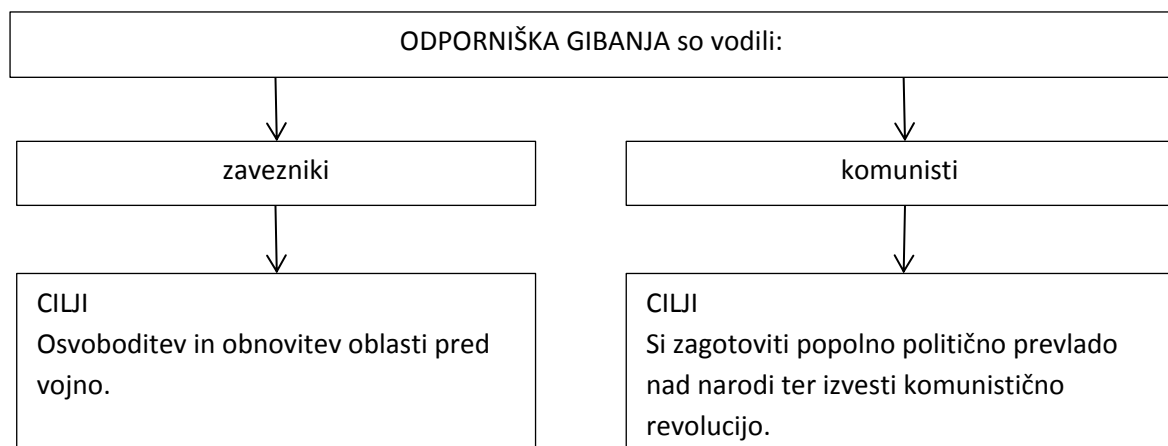 ODPORNIŠKA GIBANJA so vodili:
zavezniki
komunisti
CILJI
Osvoboditev in obnovitev oblasti pred
vojno.
CILJI
Si zagotoviti popolno politično prevlado
nad narodi ter izvesti komunistično
revolucijo.